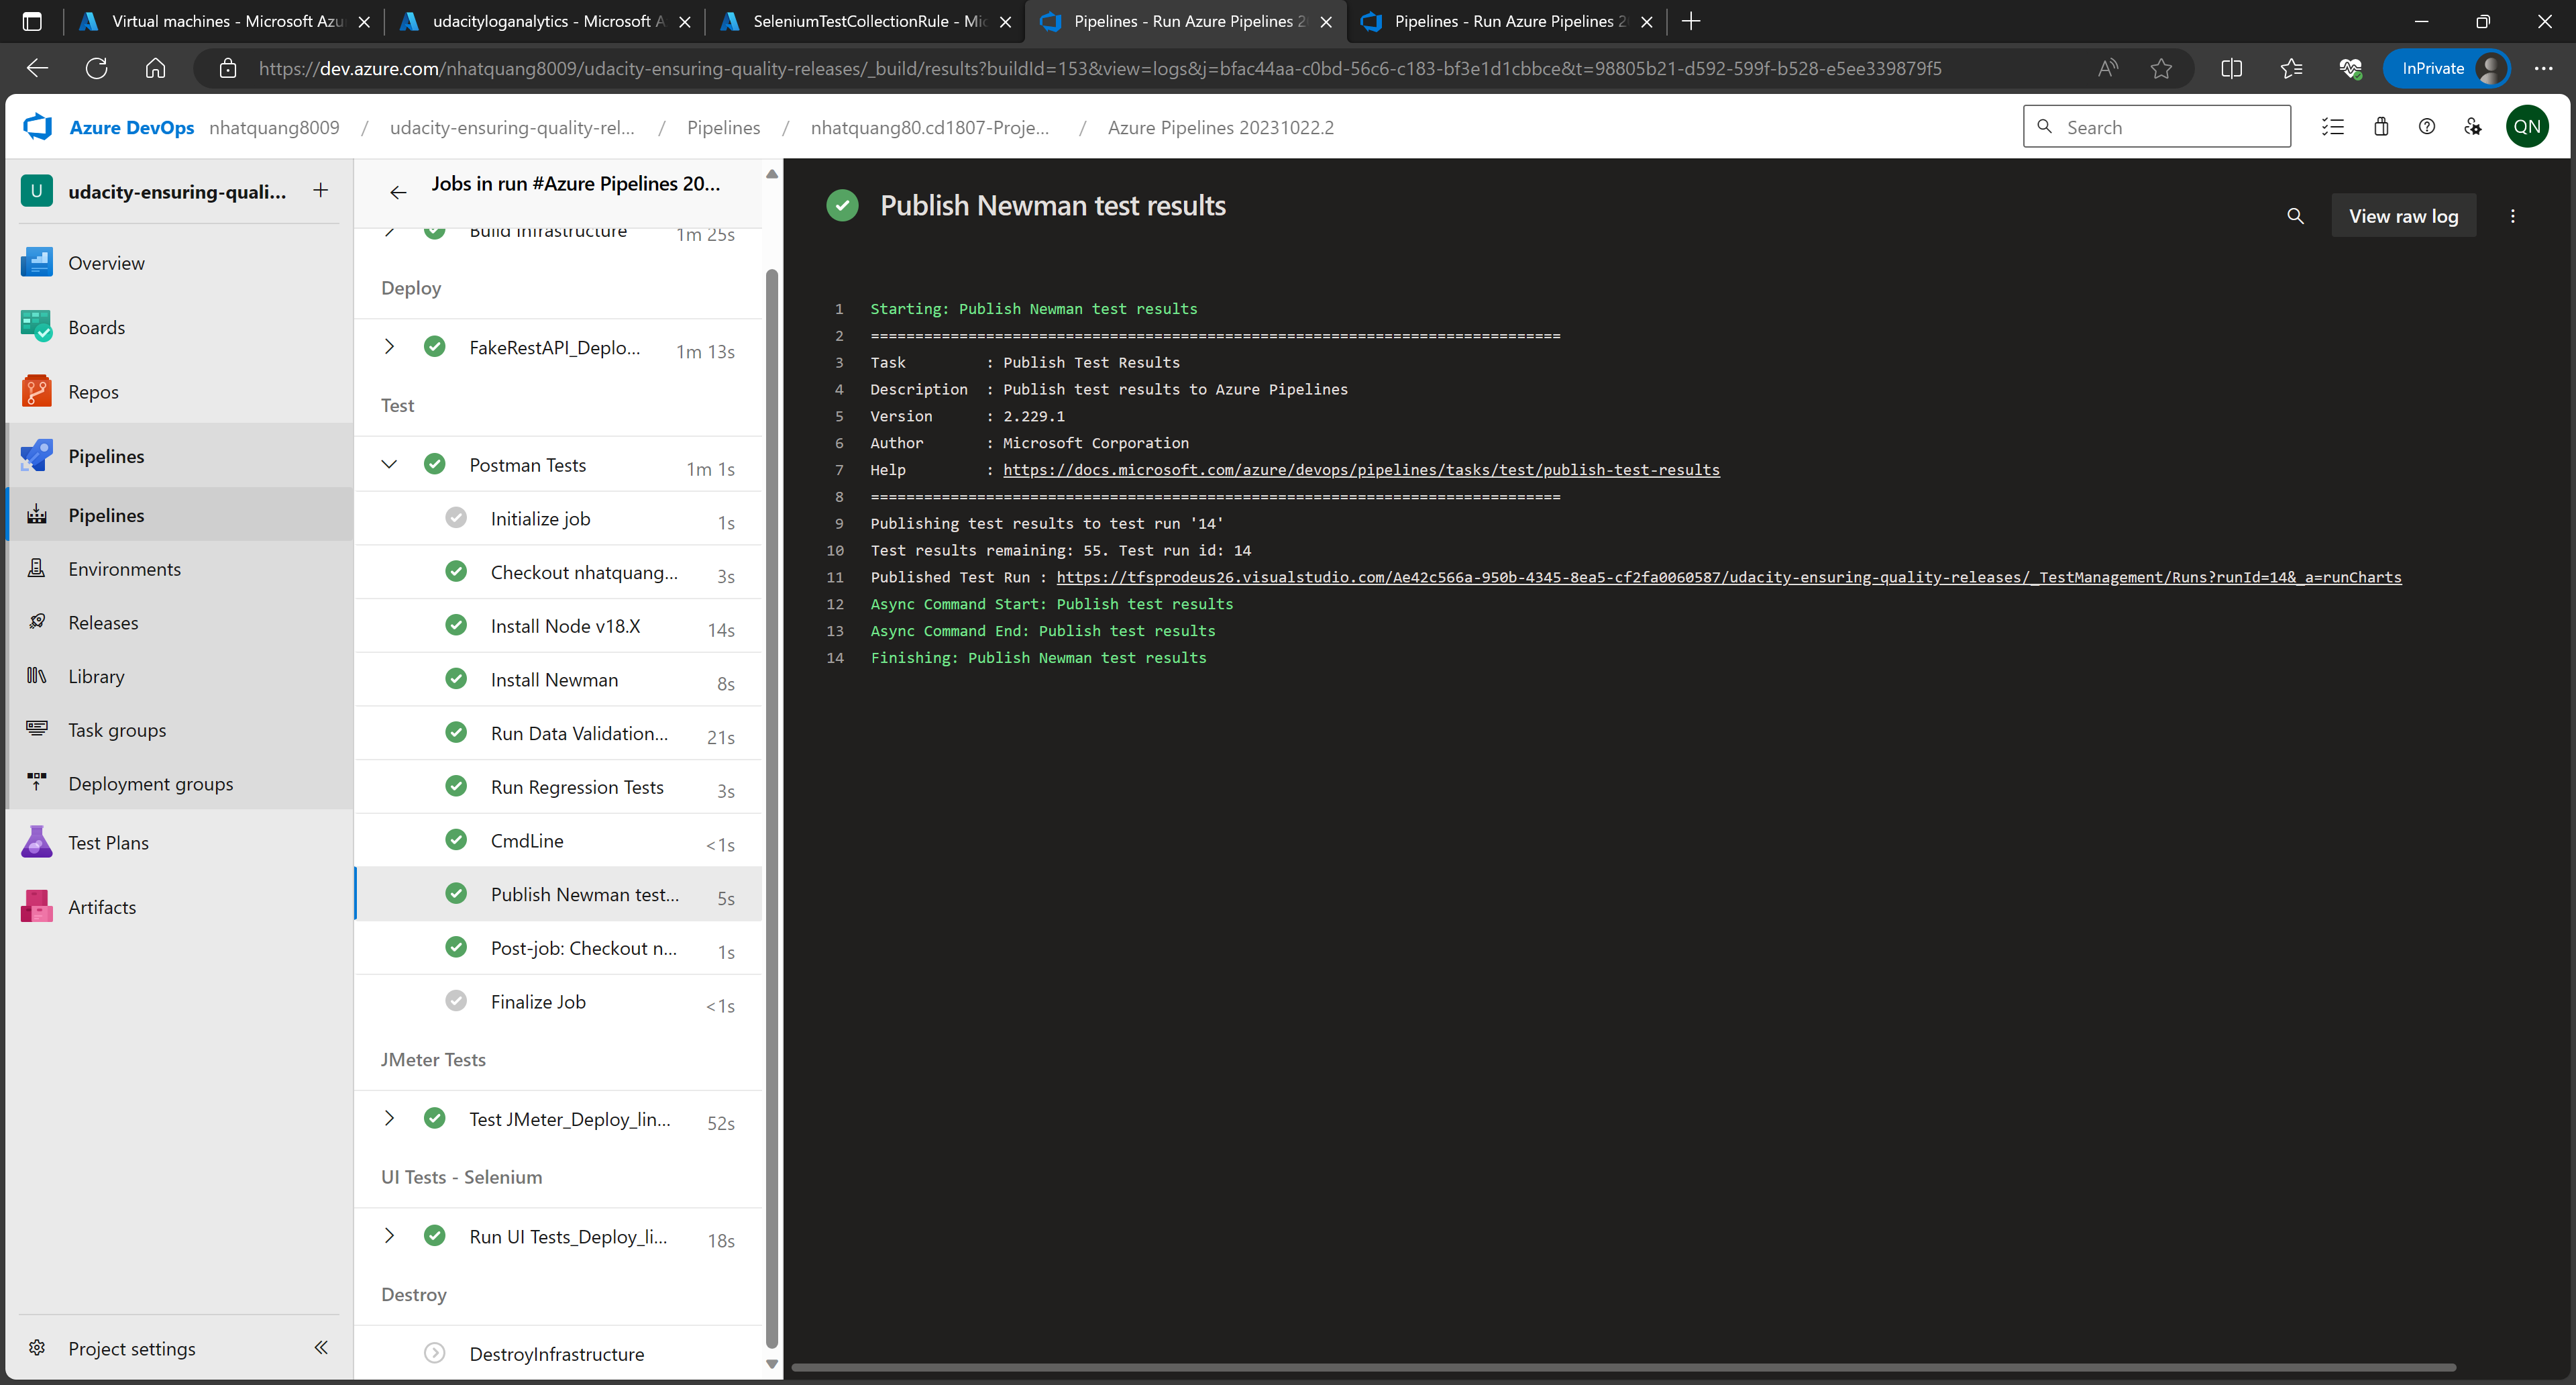 Virtual machines - Microsoft Azu
udacityloganalytics - Microsoft A
SeleniumTestCollectionRule - Mic
Pipelines - Run Azure Pipelines 2
Pipelines - Run Azure Pipelines 2
https://dev.azure.com/nhatquang8009/udacity-ensuring-quality-releases/_build/results?buildId=153&view=logs&j=bfac44aa-c0bd-56c6-c183-bf3e1d1cbbce&t=98805b21-d592-599f-b528-e5ee339879f5
InPrivate
Azure DevOps nhatquang8009 / udacity-ensuring-quality-rel... / Pipelines / nhatquang80.cd1807-Proje... / Azure Pipelines 20231022.2
Search
QN
U udacity-ensuring-quali... +
Overview
Boards
Repos
Pipelines
Pipelines
Environments
Releases
Library
Task groups
Deployment groups
Test Plans
Artifacts
Project settings
Jobs in run #Azure Pipelines 20...
Build Infrastructure 1m 25s
Deploy
FakeRestAPI_Deplo... 1m 13s
Test
Postman Tests 1m 1s
Initialize job 1s
Checkout nhatquang... 3s
Install Node v18.X 14s
Install Newman 8s
Run Data Validation... 21s
Run Regression Tests 3s
CmdLine <1s
Publish Newman test... 5s
Post-job: Checkout n... 1s
Finalize Job <1s
JMeter Tests
Test JMeter_Deploy_lin... 52s
UI Tests - Selenium
Run UI Tests_Deploy_li... 18s
Destroy
DestroyInfrastructure
Publish Newman test results
View raw log
1 Starting: Publish Newman test results
2 ==============================================================================
3 Task : Publish Test Results
4 Description : Publish test results to Azure Pipelines
5 Version : 2.229.1
6 Author : Microsoft Corporation
7 Help : https://docs.microsoft.com/azure/devops/pipelines/tasks/test/publish-test-results
8 ==============================================================================
9 Publishing test results to test run '14'
10 Test results remaining: 55. Test run id: 14
11 Published Test Run : https://tfsprodeus26.visualstudio.com/Ae42c566a-950b-4345-8ea5-cf2fa0060587/udacity-ensuring-quality-releases/_TestManagement/Runs?runId=14&_a=runCharts
12 Async Command Start: Publish test results
13 Async Command End: Publish test results
14 Finishing: Publish Newman test results